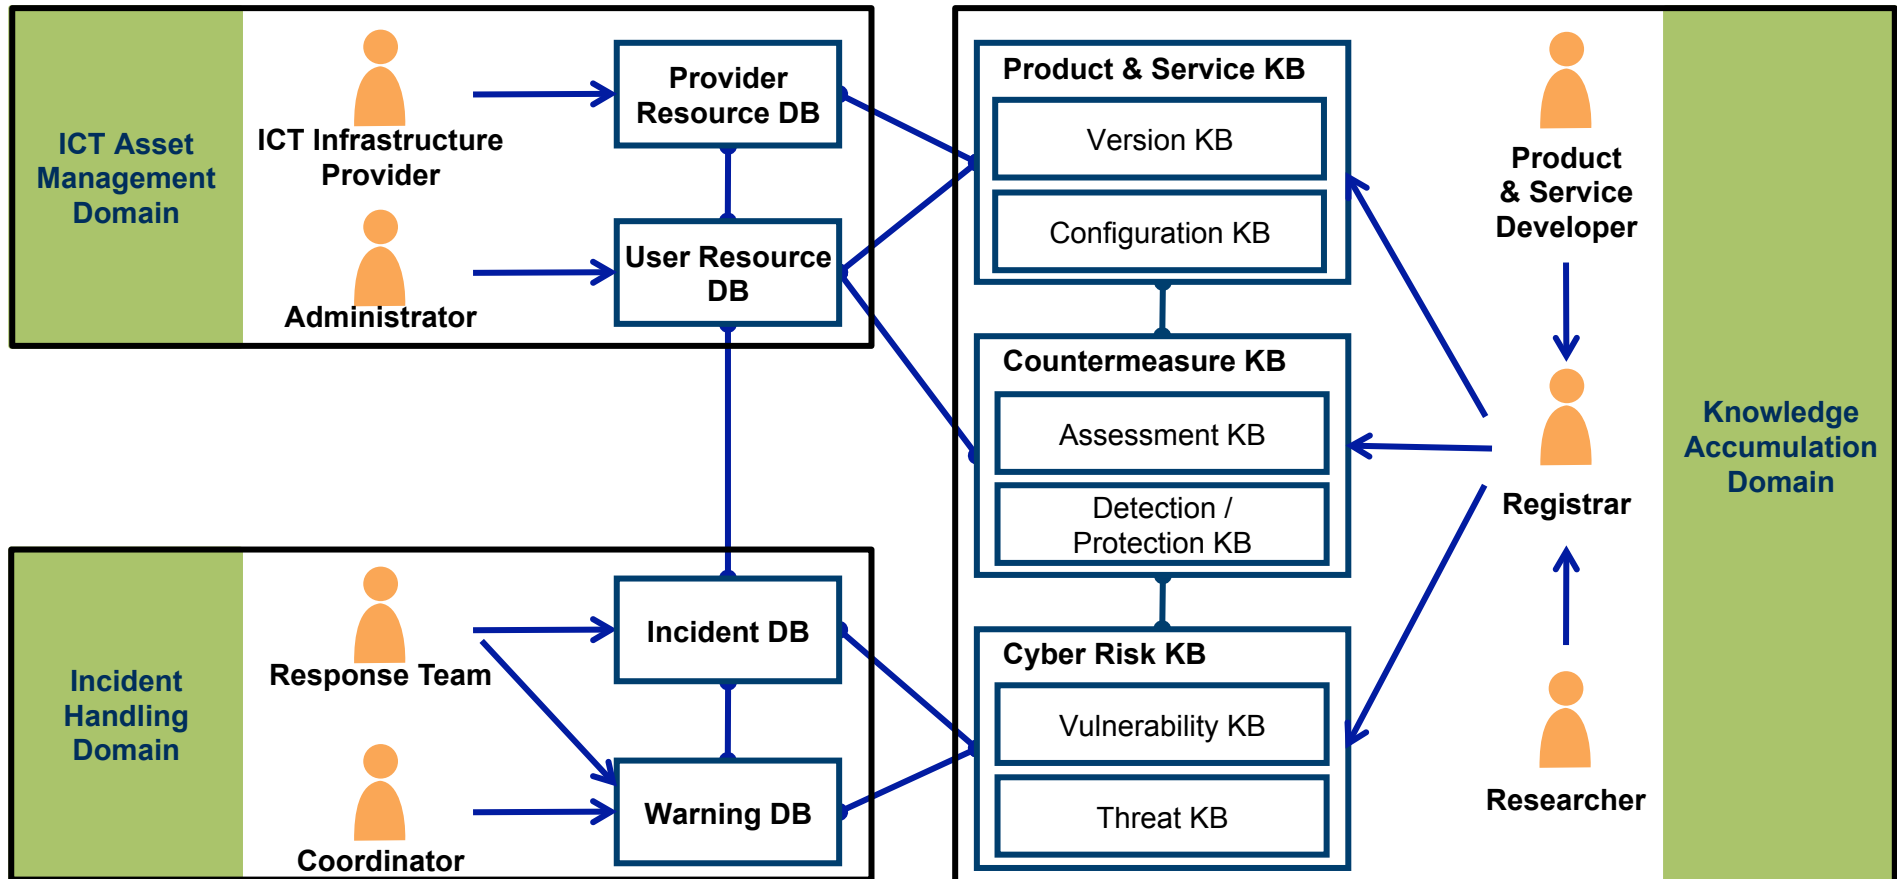 ICT Asset
Management
Domain
ICT Infrastructure
Provider
Administrator
Provider
Resource DB
User Resource
DB
Incident
Handling
Domain
Response Team
Coordinator
Incident DB
Warning DB
Product & Service KB
Version KB
Configuration KB
Countermeasure KB
Assessment KB
Detection /
Protection KB
Cyber Risk KB
Vulnerability KB
Threat KB
Product
& Service
Developer
Registrar
Researcher
Knowledge
Accumulation
Domain